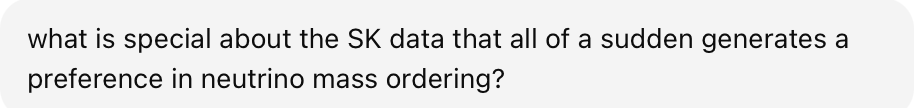 what is special about the SK data that all of a sudden generates a
preference in neutrino mass ordering?